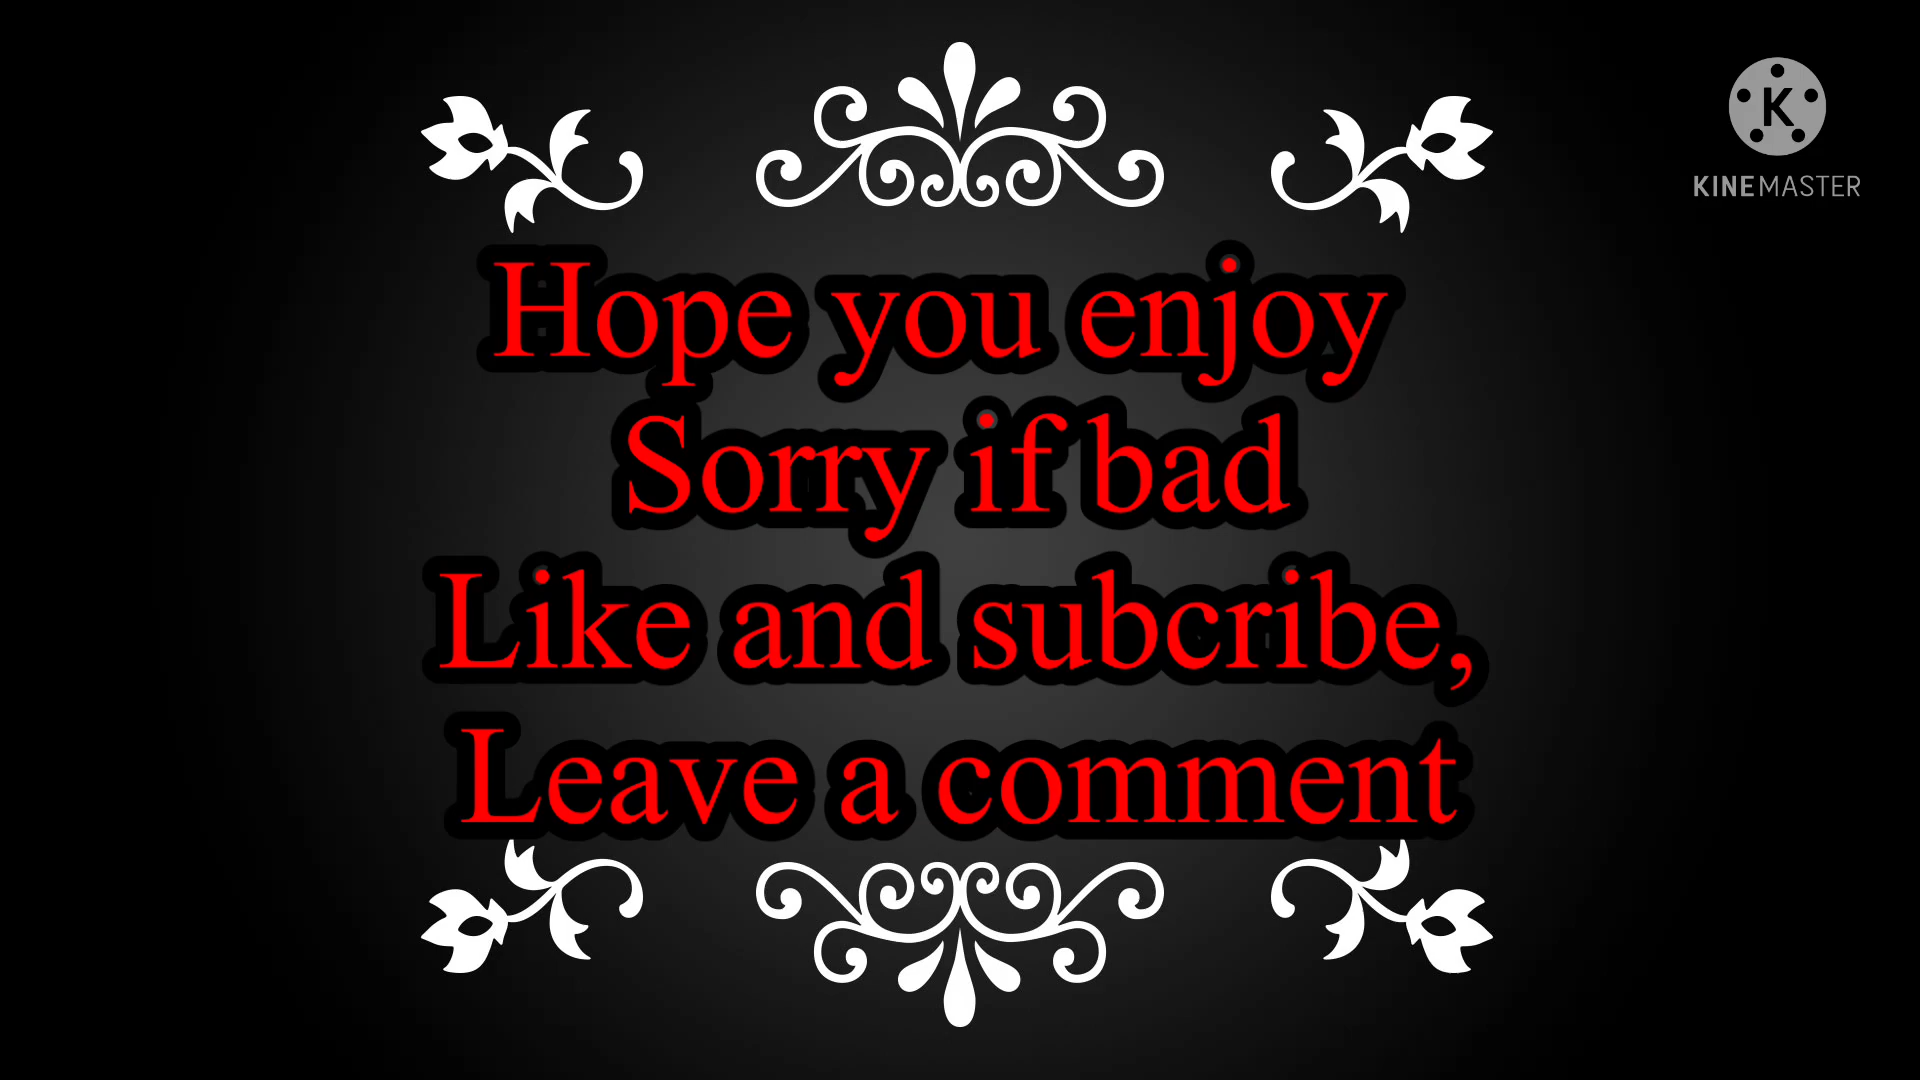 K
KINEMASTER
Hope you enjoy
Sorry if bad
Like and subcribe,
Leave a comment